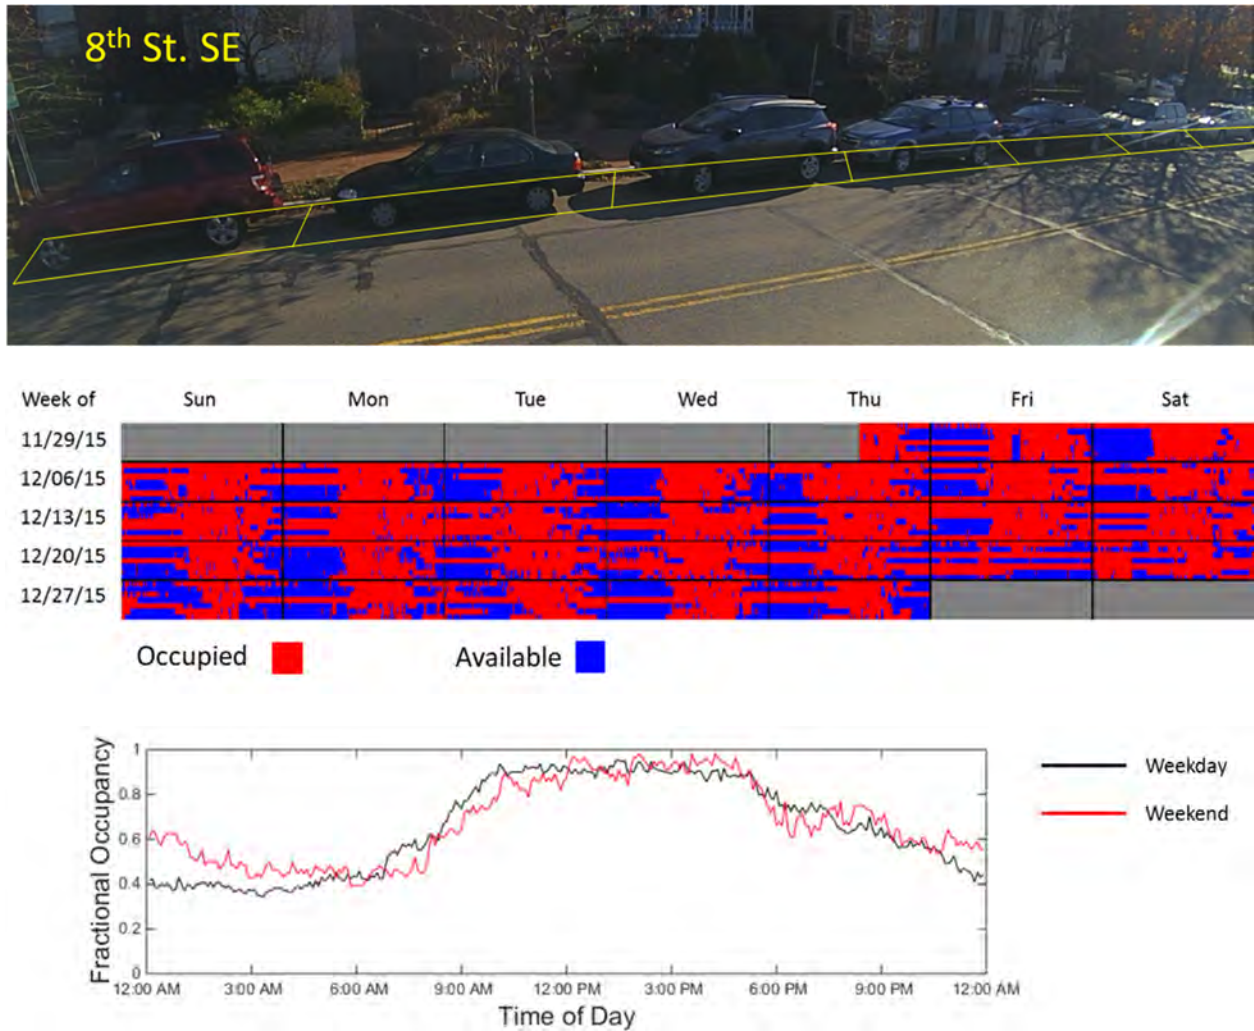 8th St. SE
Week of Sun Mon Tue Wed Thu Fri Sat
11/29/15
12/06/15
12/13/15
12/20/15
12/27/15
Occupied Available
Fractional Occupancy
1
0.8
0.6
0.4
0.2
0
12:00 AM 3:00 AM 6:00 AM 9:00 AM 12:00 PM 3:00 PM 6:00 PM 9:00 PM 12:00 AM
Time of Day
Weekday
Weekend